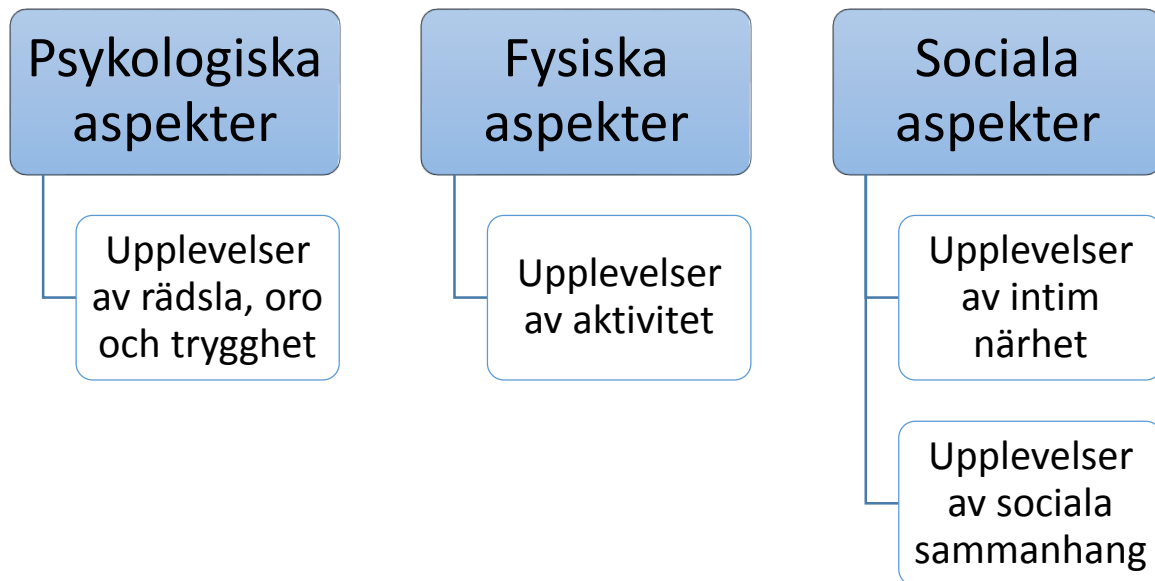 Psykologiska
aspekter
Upplevelser
av rädsla, oro
och trygghet
Fysiska
aspekter
Upplevelser
av aktivitet
Sociala
aspekter
Upplevelser
av intim
närhet
Upplevelser
av sociala
sammanhang